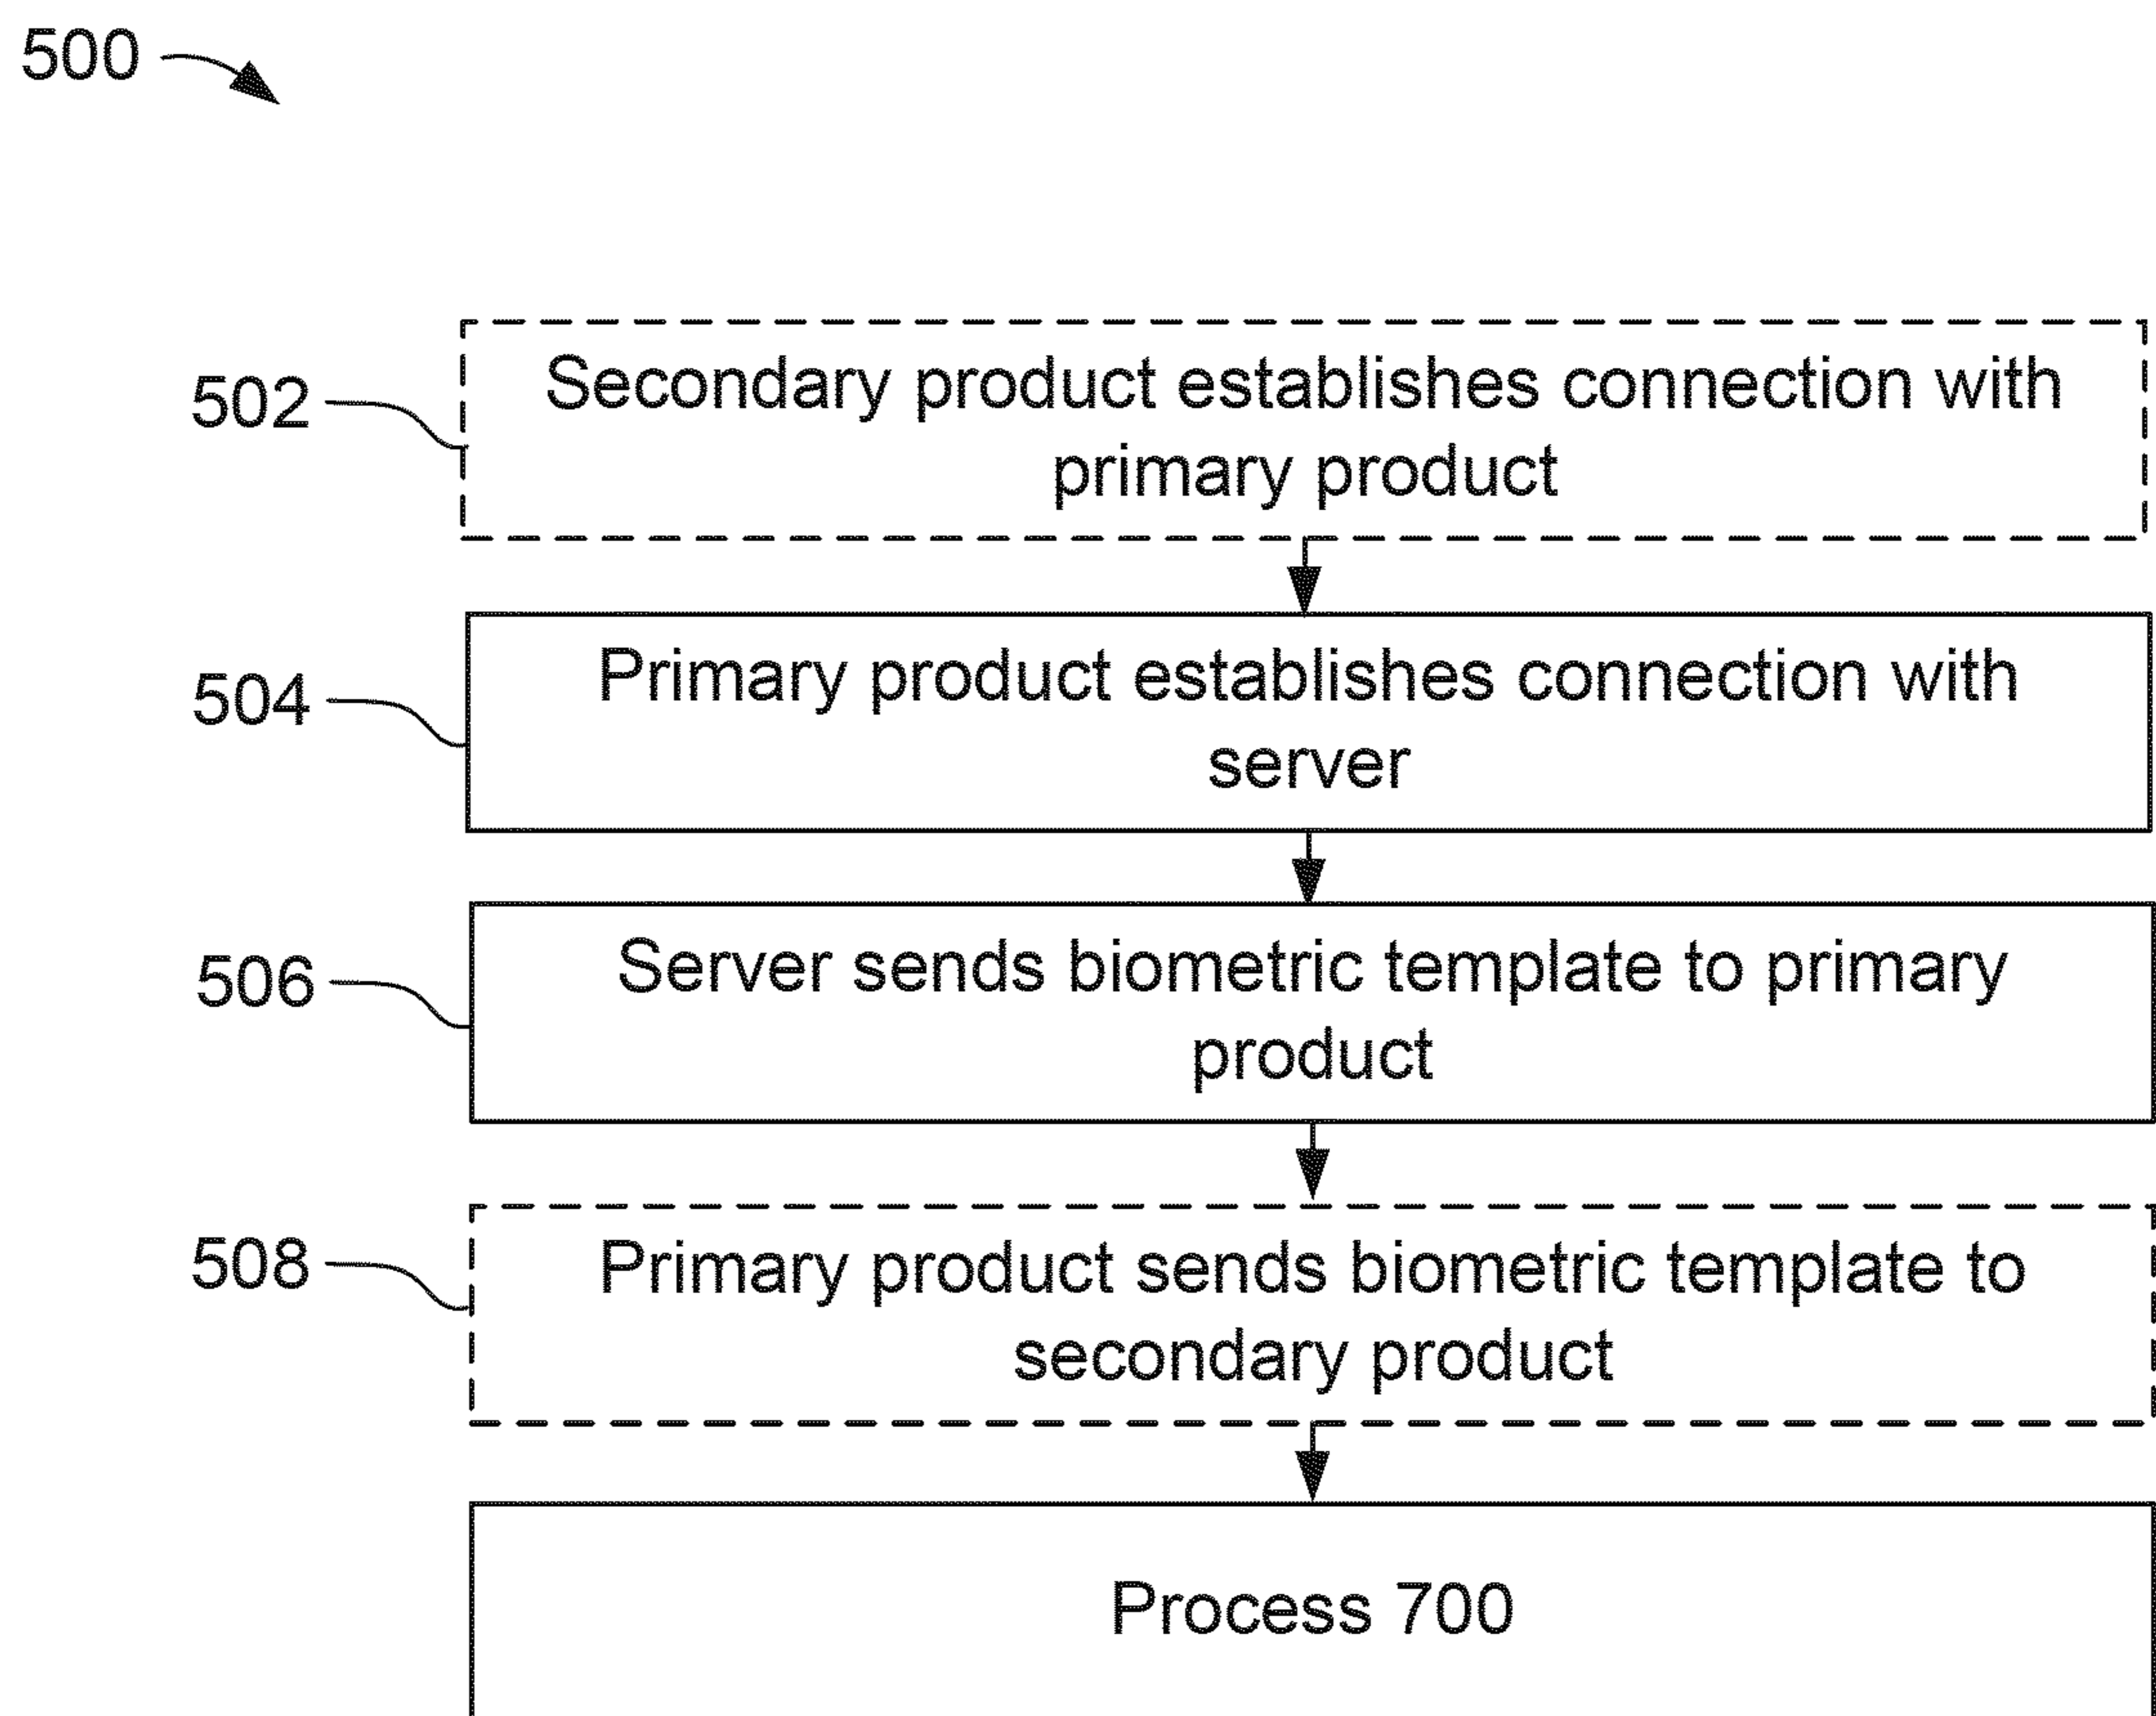 500
502
Secondary product establishes connection with
primary product
504
Primary product establishes connection with
server
506
Server sends biometric template to primary
product
508
Primary product sends biometric template to
secondary product
Process 700